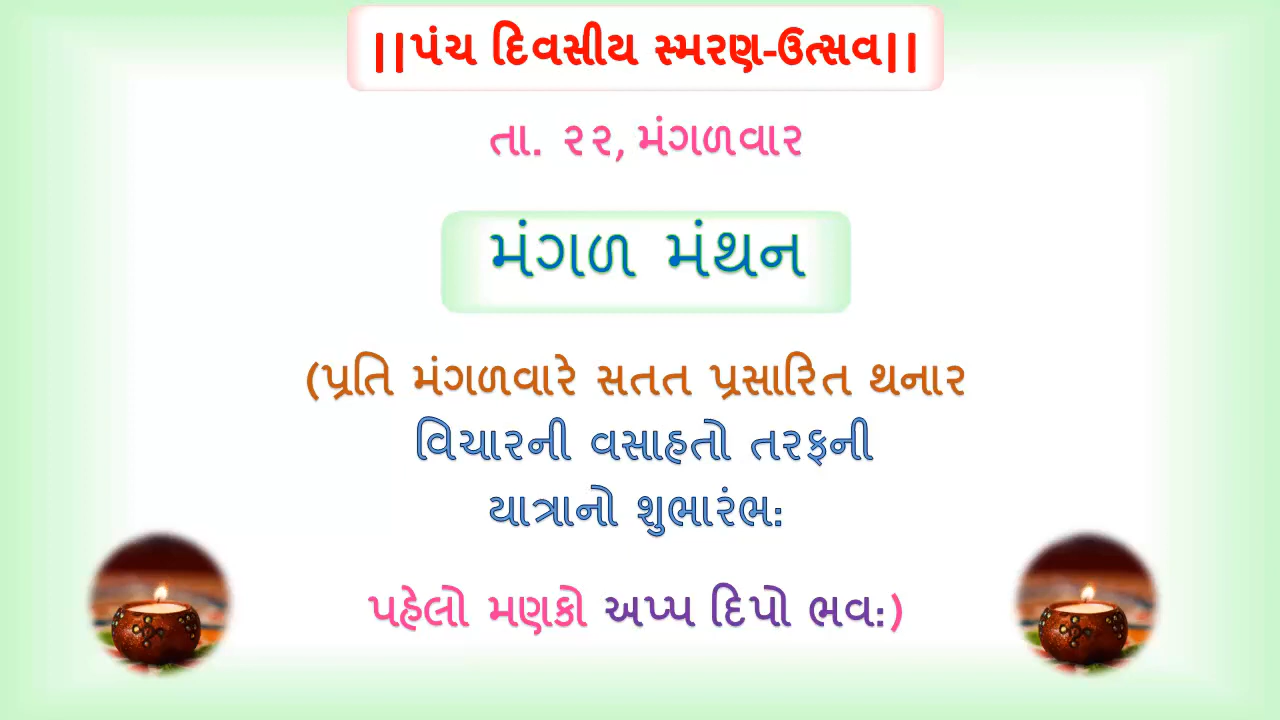 ||પંચ દિવસીય સ્મરણ-ઉત્સવ||
તા. ૨૨, મંગળવાર
મંગળ મંથન
(પ્રતિ મંગળવારે સતત પ્રસારિત થનાર
વિચારની વસાહતો તરફની
યાત્રાનો શુભારંભ:
પહેલો મણકો અપ્પ દિપો ભવ:)